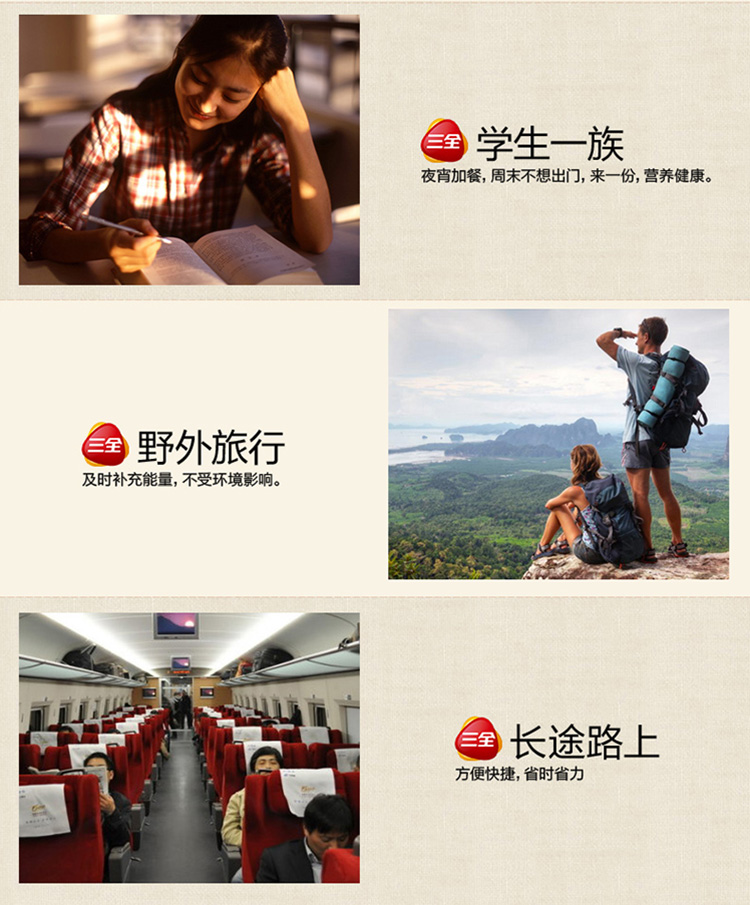 三全 学生一族
夜宵加餐，周末不想出门，来一份，营养健康。
三全 野外旅行
及时补充能量，不受环境影响。
三全 长途路上
方便快捷，省时省力